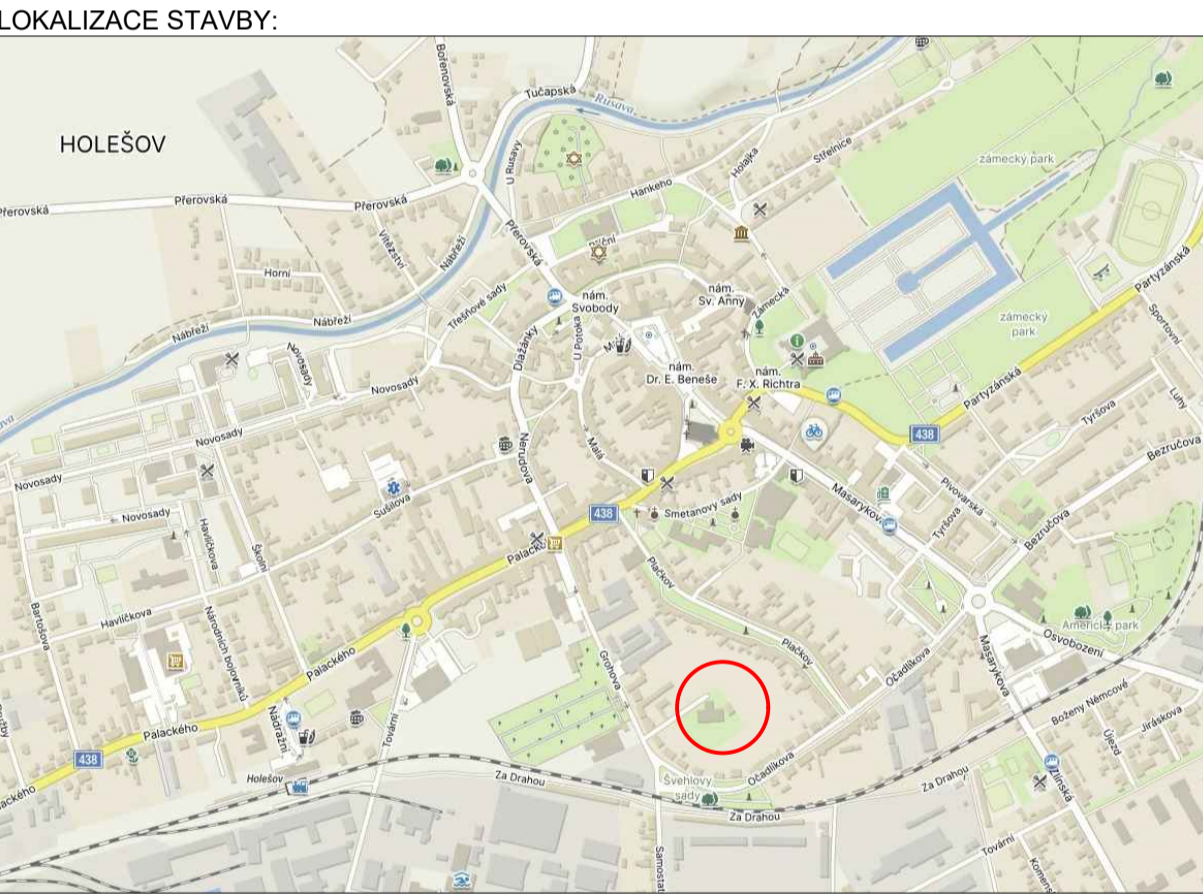 LOKALIZACE STAVBY:
HOLEŠOV
Bořenovská
Tučapská
Rusava
U Rusavy
Holajka
Střelnice
zámecký park
Hankeho
Přerovská
Přerovská
Přerovská
Přerovská
Vítězství
Nábřeží
Horní
Třešňové sady
nám.
Svobody
nám.
Sv. Anny
Zámecká
Partyzánská
Sportovní
zámecký
park
Nábřeží
Nábřeží
Dlažánky
U Potoka
nám.
Dr. E. Beneše
nám.
F. X. Richtra
Partyzánská
Luhy
Tyršova
Novosady
Novosady
Novosady
Novosady
Novosady
438
Bezručova
Nerudova
Malá
Sušilova
Havlíčkova
Školní
438
Smetanovy sady
Masarykova
Pivovarská
Tyršova
Bezručova
Palackého
Plačkov
Plačkov
Bartošova
Havlíčkova
Národních bojovníků
Grohova
Očadlíkova
Masarykova
Americký park
Osvobození
Palackého
Palackého
Nádražní
Tovární
Boženy Němcové
Újezd
Jiráskova
438
Holešov
Za Drahou
Švehlovy
sady
Očadlíkova
Za Drahou
Za Drahou
Zlínská
Tovární